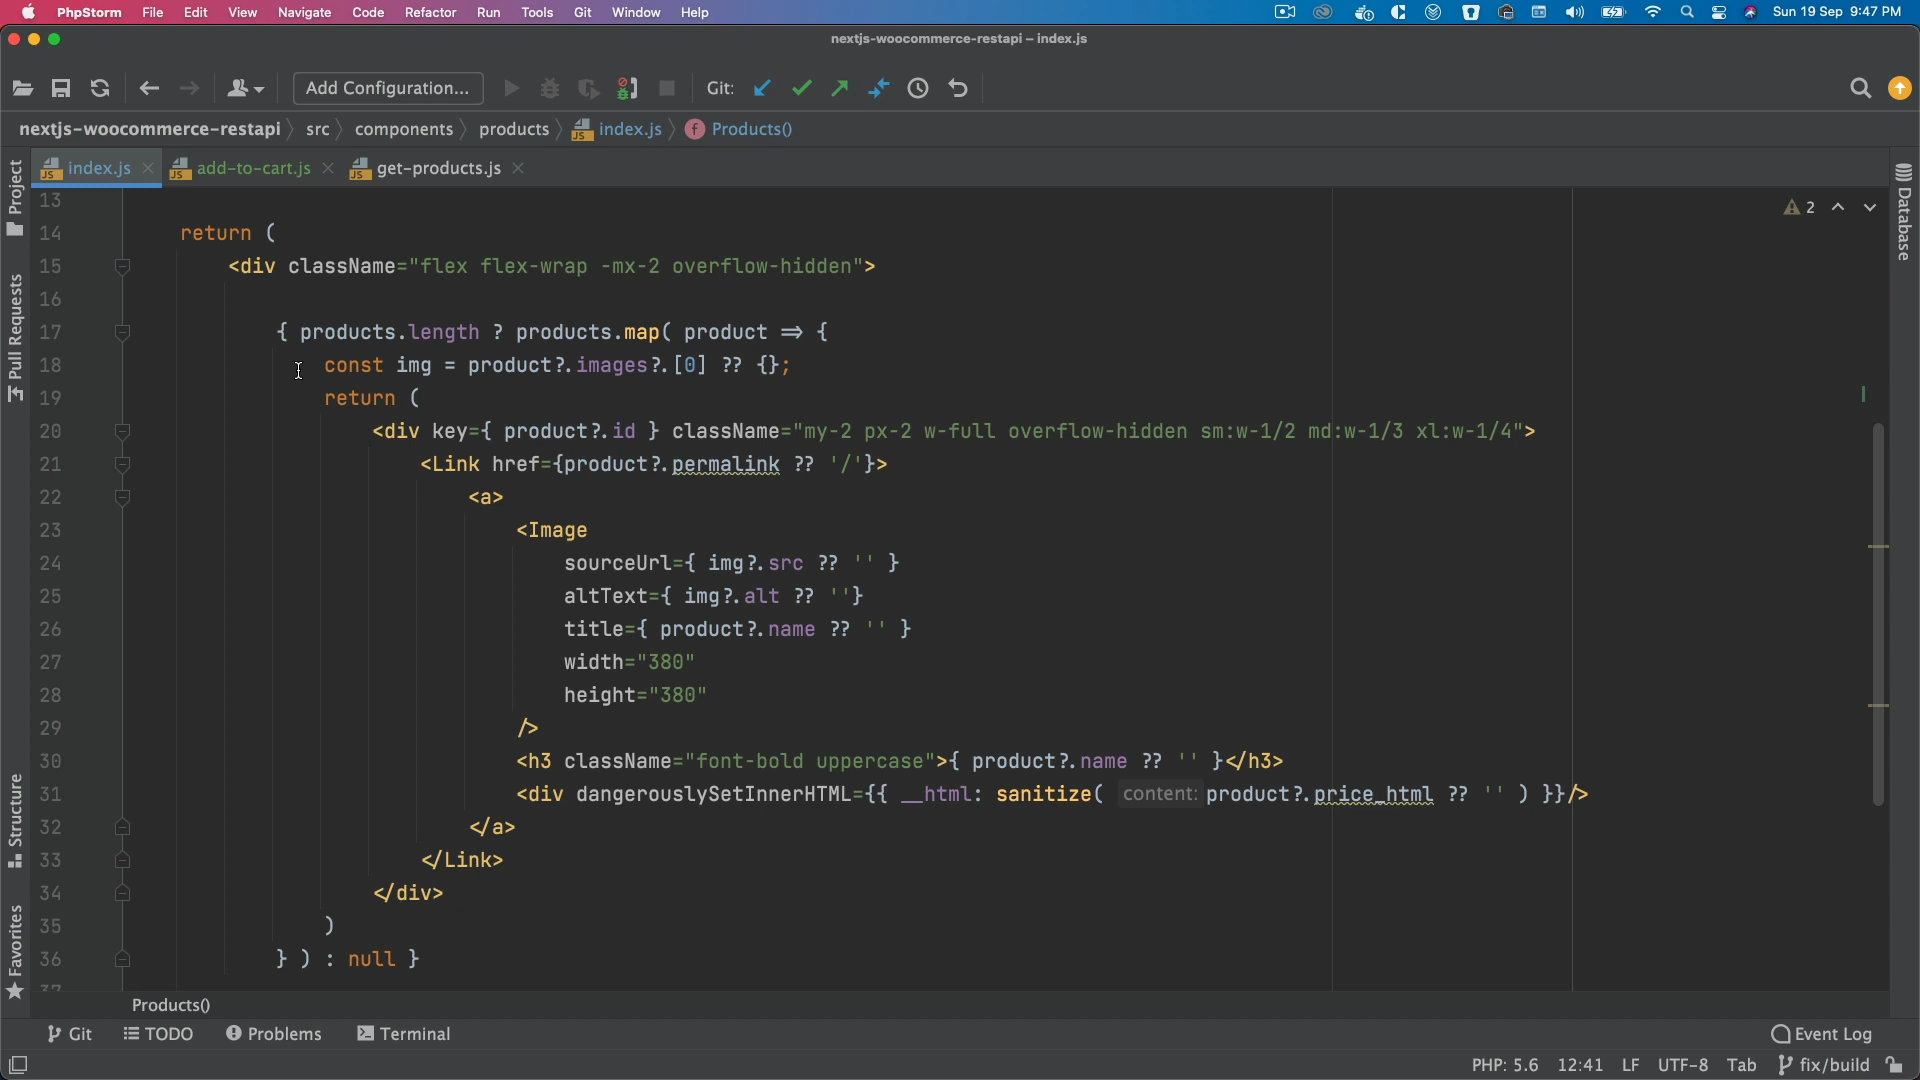 PhpStorm File Edit View Navigate Code Refactor Run Tools Git Window Help Sun 19 Sep 9:47 PM
nextjs-woocommerce-restapi – index.js
Add Configuration... Git:
nextjs-woocommerce-restapi src components products index.js Products()
index.js add-to-cart.js get-products.js
Project
Pull Requests
Structure
Favorites
Database
2
13
14 return (
15 <div className="flex flex-wrap -mx-2 overflow-hidden">
16
17 { products.length ? products.map( product => {
18 const img = product?.images?.[0] ?? {};
19 return (
20 <div key={ product?.id } className="my-2 px-2 w-full overflow-hidden sm:w-1/2 md:w-1/3 xl:w-1/4">
21 <Link href={product?.permalink ?? '/'}>
22 <a>
23 <Image
24 sourceUrl={ img?.src ?? '' }
25 altText={ img?.alt ?? ''}
26 title={ product?.name ?? '' }
27 width="380"
28 height="380"
29 />
30 <h3 className="font-bold uppercase">{ product?.name ?? '' }</h3>
31 <div dangerouslySetInnerHTML={{ __html: sanitize( content: product?.price_html ?? '' ) }}/>
32 </a>
33 </Link>
34 </div>
35 )
36 } ) : null }
37
Products()
Git TODO Problems Terminal Event Log
PHP: 5.6 12:41 LF UTF-8 Tab fix/build